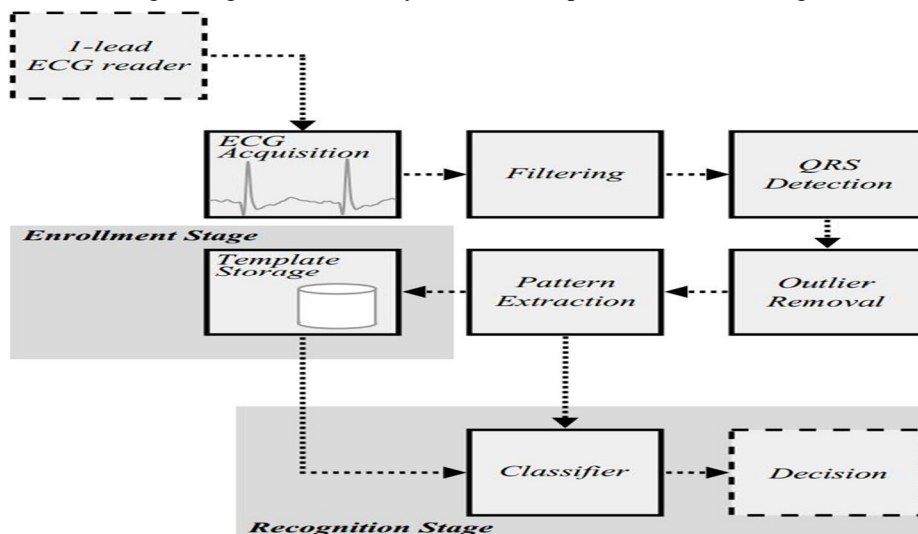 1-lead
ECG reader
ECG
Acquisition
Filtering
QRS
Detection
Enrollment Stage
Template
Storage
Pattern
Extraction
Outlier
Removal
Classifier
Decision
Recognition Stage